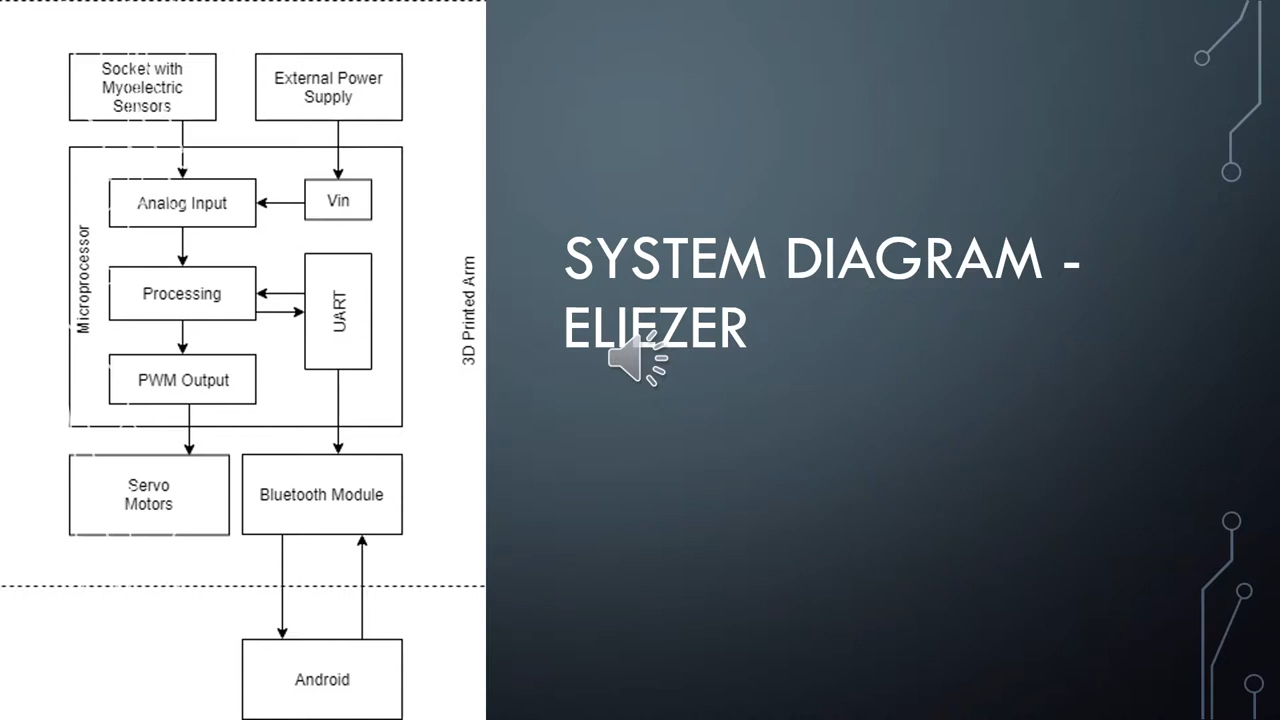 Socket with
Myoelectric
Sensors
External Power
Supply
Analog Input
Vin
Microprocessor
Processing
UART
3D Printed Arm
PWM Output
Servo
Motors
Bluetooth Module
Android
SYSTEM DIAGRAM -
ELIEZER